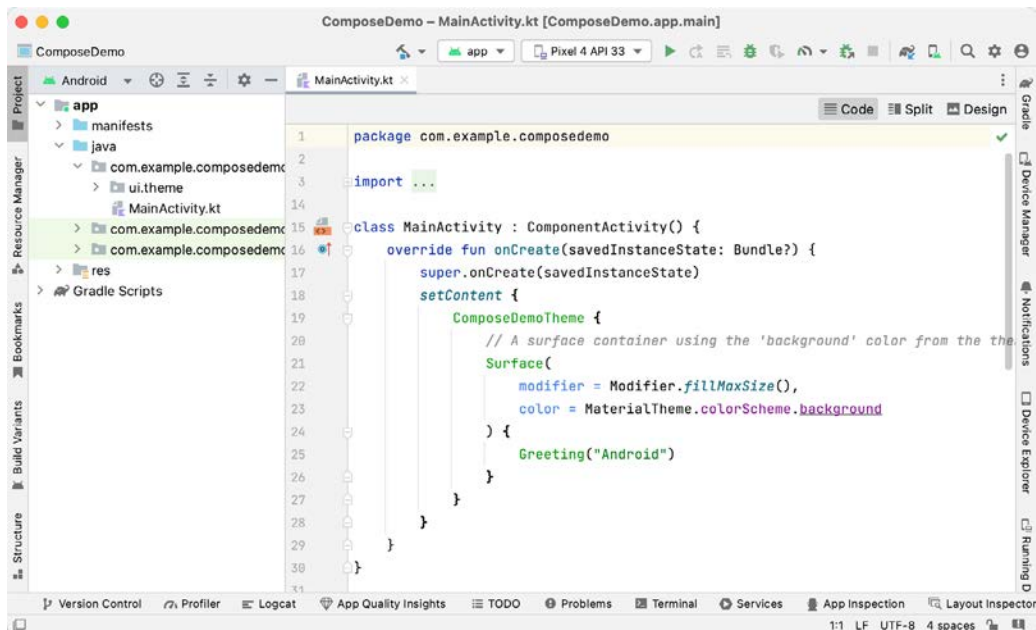 ComposeDemo – MainActivity.kt [ComposeDemo.app.main]
ComposeDemo
app
Pixel 4 API 33
Project
Resource Manager
Bookmarks
Build Variants
Structure
Android
app
manifests
java
com.example.composedemo
ui.theme
MainActivity.kt
com.example.composedemo
com.example.composedemo
res
Gradle Scripts
MainActivity.kt
Code Split Design
1 package com.example.composedemo
2
3 import ...
14
15 class MainActivity : ComponentActivity() {
16 override fun onCreate(savedInstanceState: Bundle?) {
17 super.onCreate(savedInstanceState)
18 setContent {
19 ComposeDemoTheme {
20 // A surface container using the 'background' color from the the
21 Surface(
22 modifier = Modifier.fillMaxSize(),
23 color = MaterialTheme.colorScheme.background
24 ) {
25 Greeting("Android")
26 }
27 }
28 }
29 }
30 }
31
Gradle
Device Manager
Notifications
Device Explorer
Running D
Version Control Profiler Logcat App Quality Insights TODO Problems Terminal Services App Inspection Layout Inspector
1:1 LF UTF-8 4 spaces